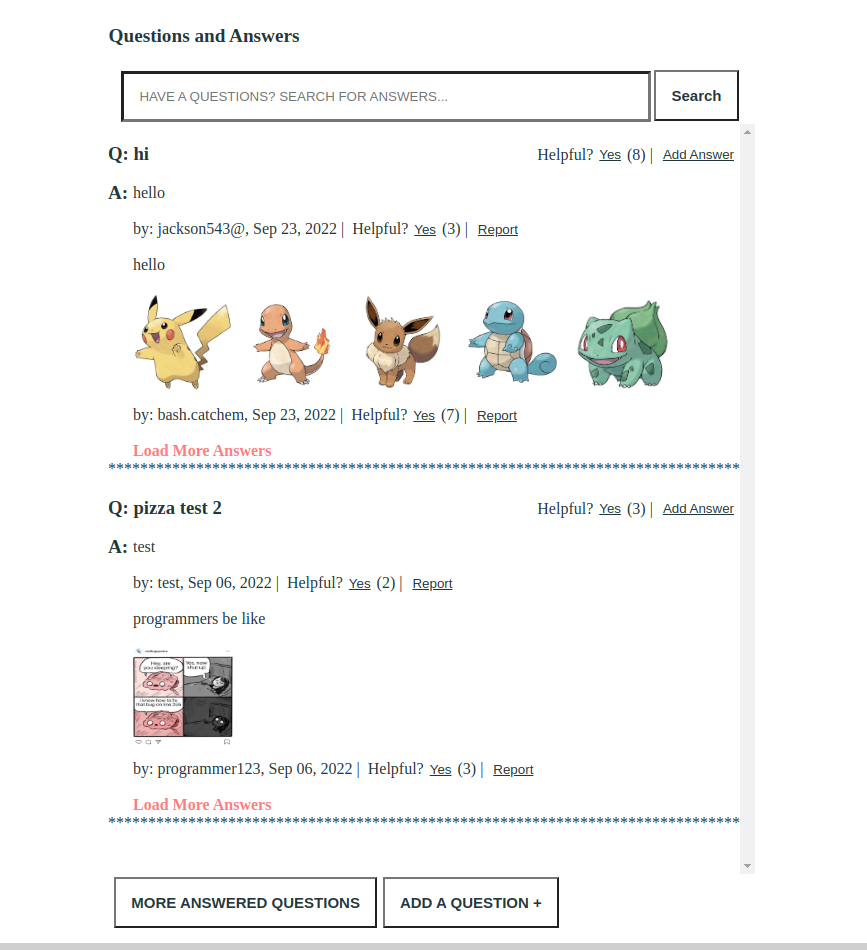 Questions and Answers
HAVE A QUESTIONS? SEARCH FOR ANSWERS...
Search
Q: hi
Helpful? Yes (8) | Add Answer
A: hello
by: jackson543@, Sep 23, 2022 | Helpful? Yes (3) | Report
hello
by: bash.catchem, Sep 23, 2022 | Helpful? Yes (7) | Report
Load More Answers
*******************************************************************************
Q: pizza test 2
Helpful? Yes (3) | Add Answer
A: test
by: test, Sep 06, 2022 | Helpful? Yes (2) | Report
programmers be like
Hey, are
you sleeping?
Yes, now
shut up
I know how to fix
that bug on line
by: programmer123, Sep 06, 2022 | Helpful? Yes (3) | Report
Load More Answers
*******************************************************************************
MORE ANSWERED QUESTIONS
ADD A QUESTION +